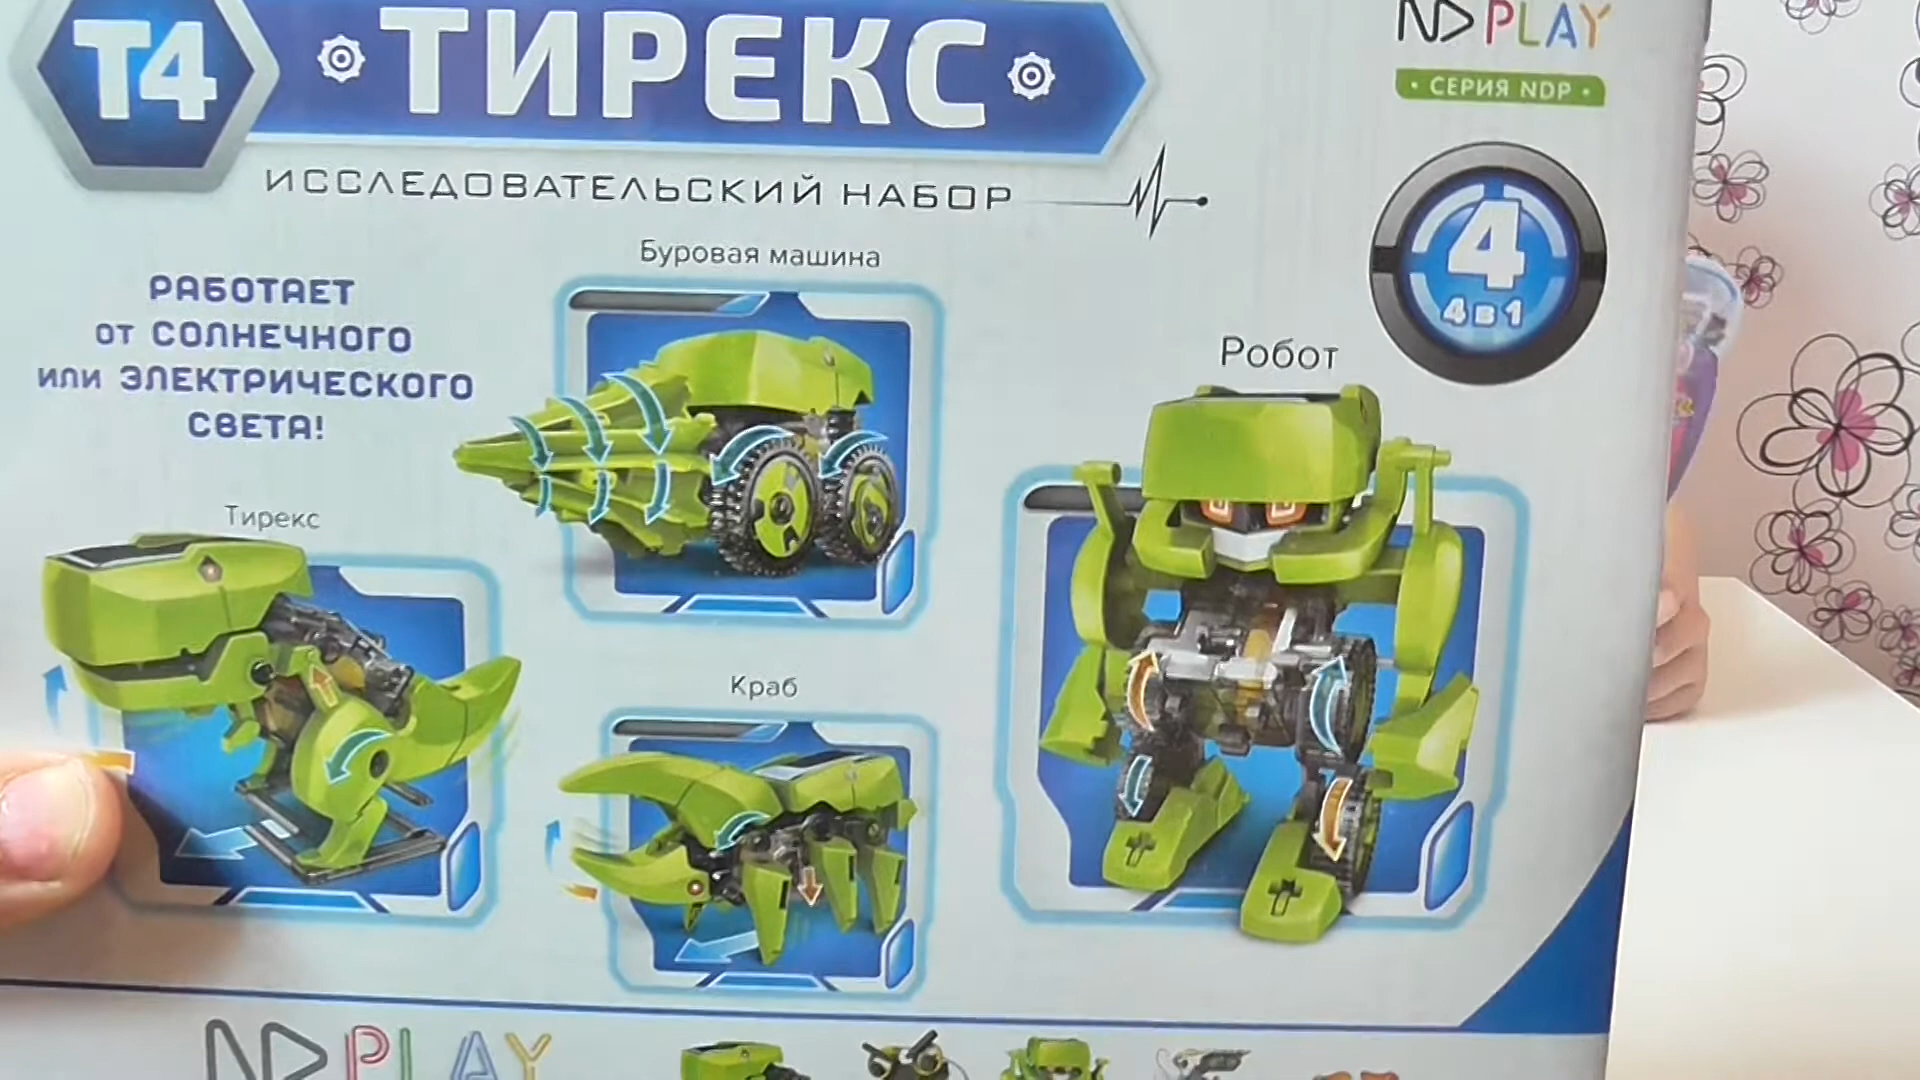 T4
ТИРЕКС
ND PLAY
• СЕРИЯ NDP •
ИССЛЕДОВАТЕЛЬСКИЙ НАБОР
4
4 в 1
РАБОТАЕТ
от СОЛНЕЧНОГО
или ЭЛЕКТРИЧЕСКОГО
СВЕТА!
Буровая машина
Робот
Тирекс
Краб
ND PLAY